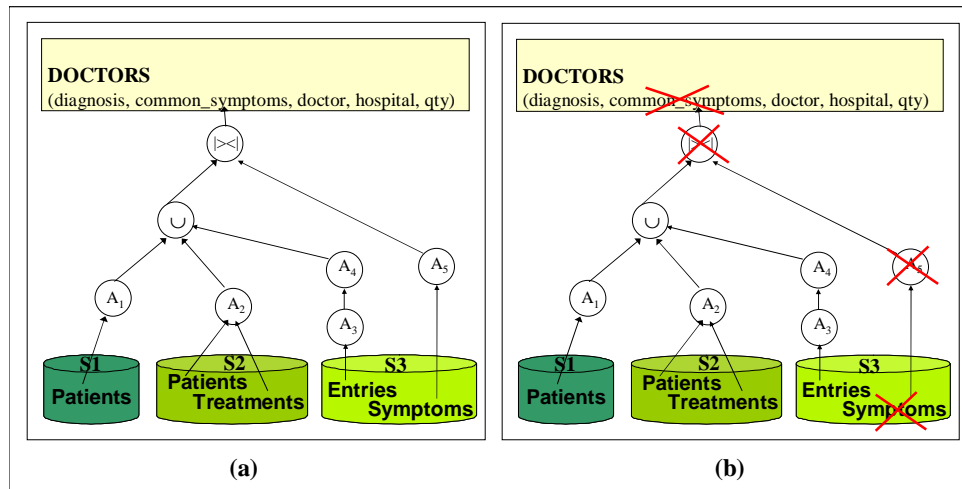 DOCTORS
(diagnosis, common_symptoms, doctor, hospital, qty)
|><|
∪
A4
A5
A1
A2
A3
S1
S2
S3
Patients
Patients
Treatments
Entries
Symptoms
(a)
DOCTORS
(diagnosis, common_symptoms, doctor, hospital, qty)
|><|
∪
A4
A5
A1
A2
A3
S1
S2
S3
Patients
Patients
Treatments
Entries
Symptoms
(b)